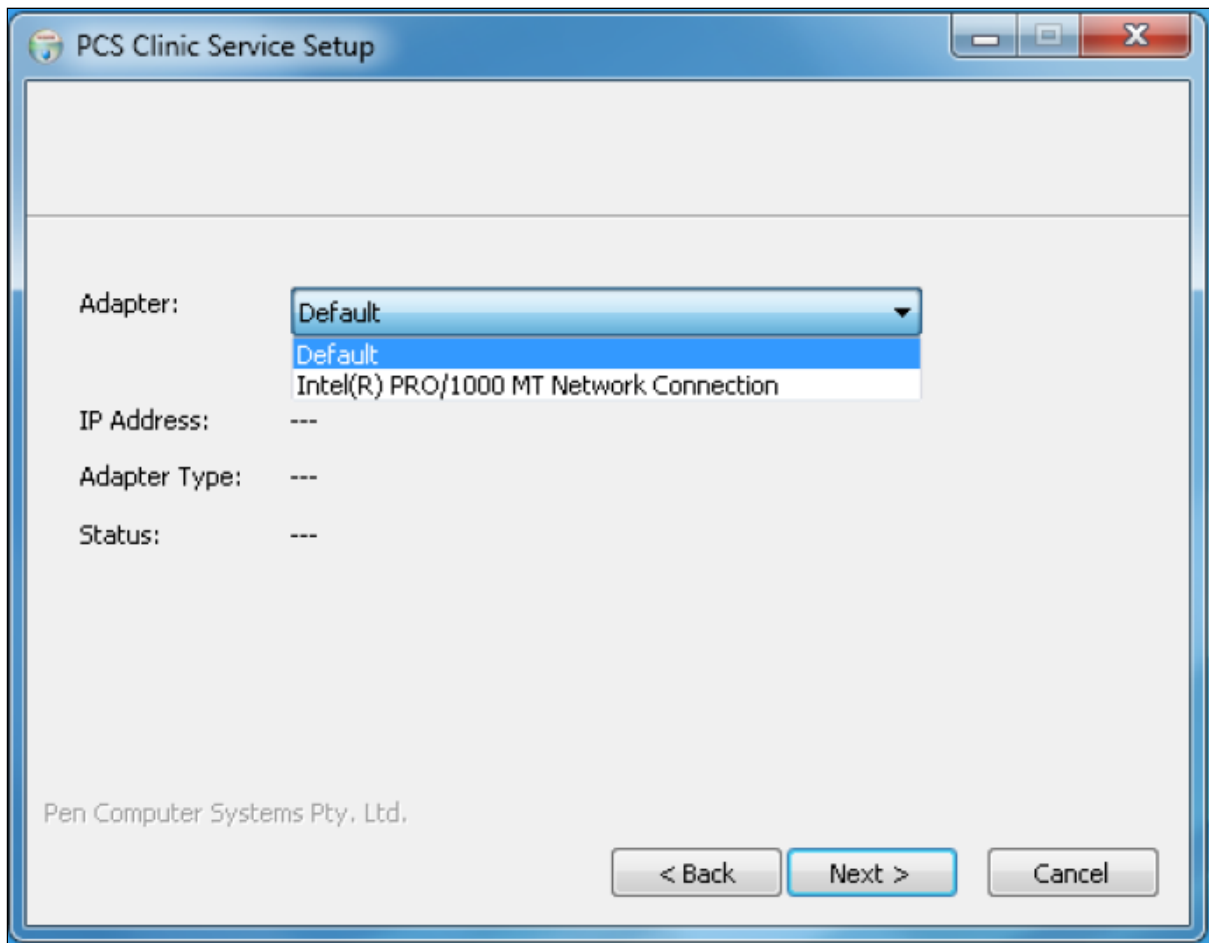 PCS Clinic Service Setup
Adapter: Default
Default
Intel(R) PRO/1000 MT Network Connection
IP Address: ---
Adapter Type: ---
Status: ---
Pen Computer Systems Pty. Ltd.
< Back Next > Cancel